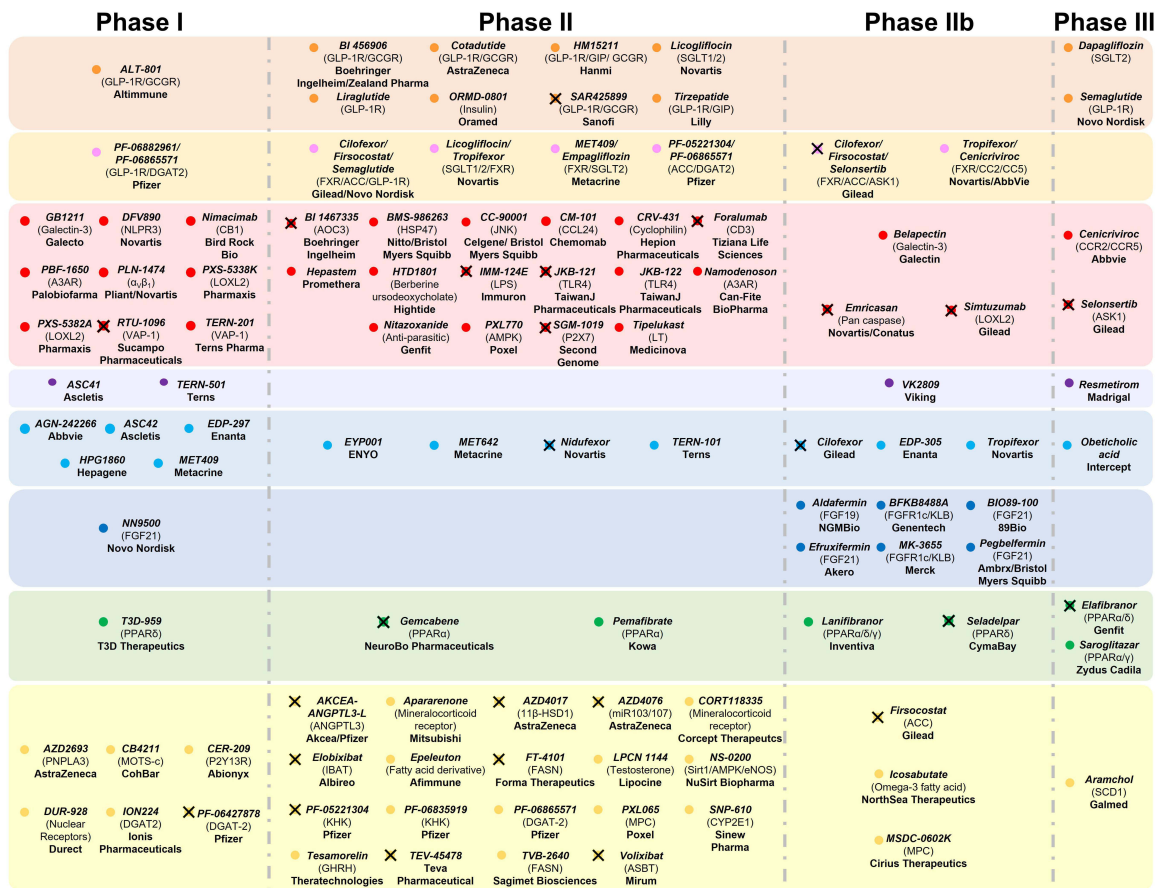 Phase I
Phase II
Phase IIb
Phase III
ALT-801
(GLP-1R/GCGR)
Altimmune
BI 456906
(GLP-1R/GCGR)
Boehringer
Ingelheim/Zealand Pharma
Cotadutide
(GLP-1R/GCGR)
AstraZeneca
HM15211
(GLP-1R/GIP/ GCGR)
Hanmi
Licogliflocin
(SGLT1/2)
Novartis
Liraglutide
(GLP-1R)
ORMD-0801
(Insulin)
Oramed
SAR425899
(GLP-1R/GCGR)
Sanofi
Tirzepatide
(GLP-1R/GIP)
Lilly
Dapagliflozin
(SGLT2)
Semaglutide
(GLP-1R)
Novo Nordisk
PF-06882961/
PF-06865571
(GLP-1R/DGAT2)
Pfizer
Cilofexor/
Firsocostat/
Semaglutide
(FXR/ACC/GLP-1R)
Gilead/Novo Nordisk
Licogliflocin/
Tropifexor
(SGLT1/2/FXR)
Novartis
MET409/
Empagliflozin
(FXR/SGLT2)
Metacrine
PF-05221304/
PF-06865571
(ACC/DGAT2)
Pfizer
Cilofexor/
Firsocostat/
Selonsertib
(FXR/ACC/ASK1)
Gilead
Tropifexor/
Cenicriviroc
(FXR/CC2/CC5)
Novartis/AbbVie
GB1211
(Galectin-3)
Galecto
DFV890
(NLPR3)
Novartis
Nimacimab
(CB1)
Bird Rock
Bio
PBF-1650
(A3AR)
Palobiofarma
PLN-1474
(αvβ1)
Pliant/Novartis
PXS-5338K
(LOXL2)
Pharmaxis
PXS-5382A
(LOXL2)
Pharmaxis
RTU-1096
(VAP-1)
Sucampo
Pharmaceuticals
TERN-201
(VAP-1)
Terns Pharma
BI 1467335
(AOC3)
Boehringer
Ingelheim
BMS-986263
(HSP47)
Nitto/Bristol
Myers Squibb
CC-90001
(JNK)
Celgene/ Bristol
Myers Squibb
CM-101
(CCL24)
Chemomab
CRV-431
(Cyclophilin)
Hepion
Pharmaceuticals
Foralumab
(CD3)
Tiziana Life
Sciences
Hepastem
Promethera
HTD1801
(Berberine
ursodeoxycholate)
Hightide
IMM-124E
(LPS)
Immuron
JKB-121
(TLR4)
TaiwanJ
Pharmaceuticals
JKB-122
(TLR4)
TaiwanJ
Pharmaceuticals
Namodenoson
(A3AR)
Can-Fite
BioPharma
Nitazoxanide
(Anti-parasitic)
Genfit
PXL770
(AMPK)
Poxel
SGM-1019
(P2X7)
Second
Genome
Tipelukast
(LT)
Medicinova
Belapectin
(Galectin-3)
Galectin
Emricasan
(Pan caspase)
Novartis/Conatus
Simtuzumab
(LOXL2)
Gilead
Cenicriviroc
(CCR2/CCR5)
Abbvie
Selonsertib
(ASK1)
Gilead
ASC41
Ascletis
TERN-501
Terns
VK2809
Viking
Resmetirom
Madrigal
AGN-242266
Abbvie
ASC42
Ascletis
EDP-297
Enanta
HPG1860
Hepagene
MET409
Metacrine
EYP001
ENYO
MET642
Metacrine
Nidufexor
Novartis
TERN-101
Terns
Cilofexor
Gilead
EDP-305
Enanta
Tropifexor
Novartis
Obeticholic
acid
Intercept
NN9500
(FGF21)
Novo Nordisk
Aldafermin
(FGF19)
NGMBio
BFKB8488A
(FGFR1c/KLB)
Genentech
BIO89-100
(FGF21)
89Bio
Efruxifermin
(FGF21)
Akero
MK-3655
(FGFR1c/KLB)
Merck
Pegbelfermin
(FGF21)
Ambrx/Bristol
Myers Squibb
T3D-959
(PPARδ)
T3D Therapeutics
Gemcabene
(PPARα)
NeuroBo Pharmaceuticals
Pemafibrate
(PPARα)
Kowa
Lanifibranor
(PPARα/δ/γ)
Inventiva
Seladelpar
(PPARδ)
CymaBay
Elafibranor
(PPARα/δ)
Genfit
Saroglitazar
(PPARα/γ)
Zydus Cadila
AZD2693
(PNPLA3)
AstraZeneca
CB4211
(MOTS-c)
CohBar
CER-209
(P2Y13R)
Abionyx
DUR-928
(Nuclear
Receptors)
Durect
ION224
(DGAT2)
Ionis
Pharmaceuticals
PF-06427878
(DGAT-2)
Pfizer
AKCEA-
ANGPTL3-L
(ANGPTL3)
Akcea/Pfizer
Apararenone
(Mineralocorticoid
receptor)
Mitsubishi
AZD4017
(11β-HSD1)
AstraZeneca
AZD4076
(miR103/107)
AstraZeneca
CORT118335
(Mineralocorticoid
receptor)
Corcept Therapeutcs
Elobixibat
(IBAT)
Albireo
Epeleuton
(Fatty acid derivative)
Afimmune
FT-4101
(FASN)
Forma Therapeutics
LPCN 1144
(Testosterone)
Lipocine
NS-0200
(Sirt1/AMPK/eNOS)
NuSirt Biopharma
PF-05221304
(KHK)
Pfizer
PF-06835919
(KHK)
Pfizer
PF-06865571
(DGAT-2)
Pfizer
PXL065
(MPC)
Poxel
SNP-610
(CYP2E1)
Sinew
Pharma
Tesamorelin
(GHRH)
Theratechnologies
TEV-45478
Teva
Pharmaceutical
TVB-2640
(FASN)
Sagimet Biosciences
Volixibat
(ASBT)
Mirum
Firsocostat
(ACC)
Gilead
Icosabutate
(Omega-3 fatty acid)
NorthSea Therapeutics
MSDC-0602K
(MPC)
Cirius Therapeutics
Aramchol
(SCD1)
Galmed